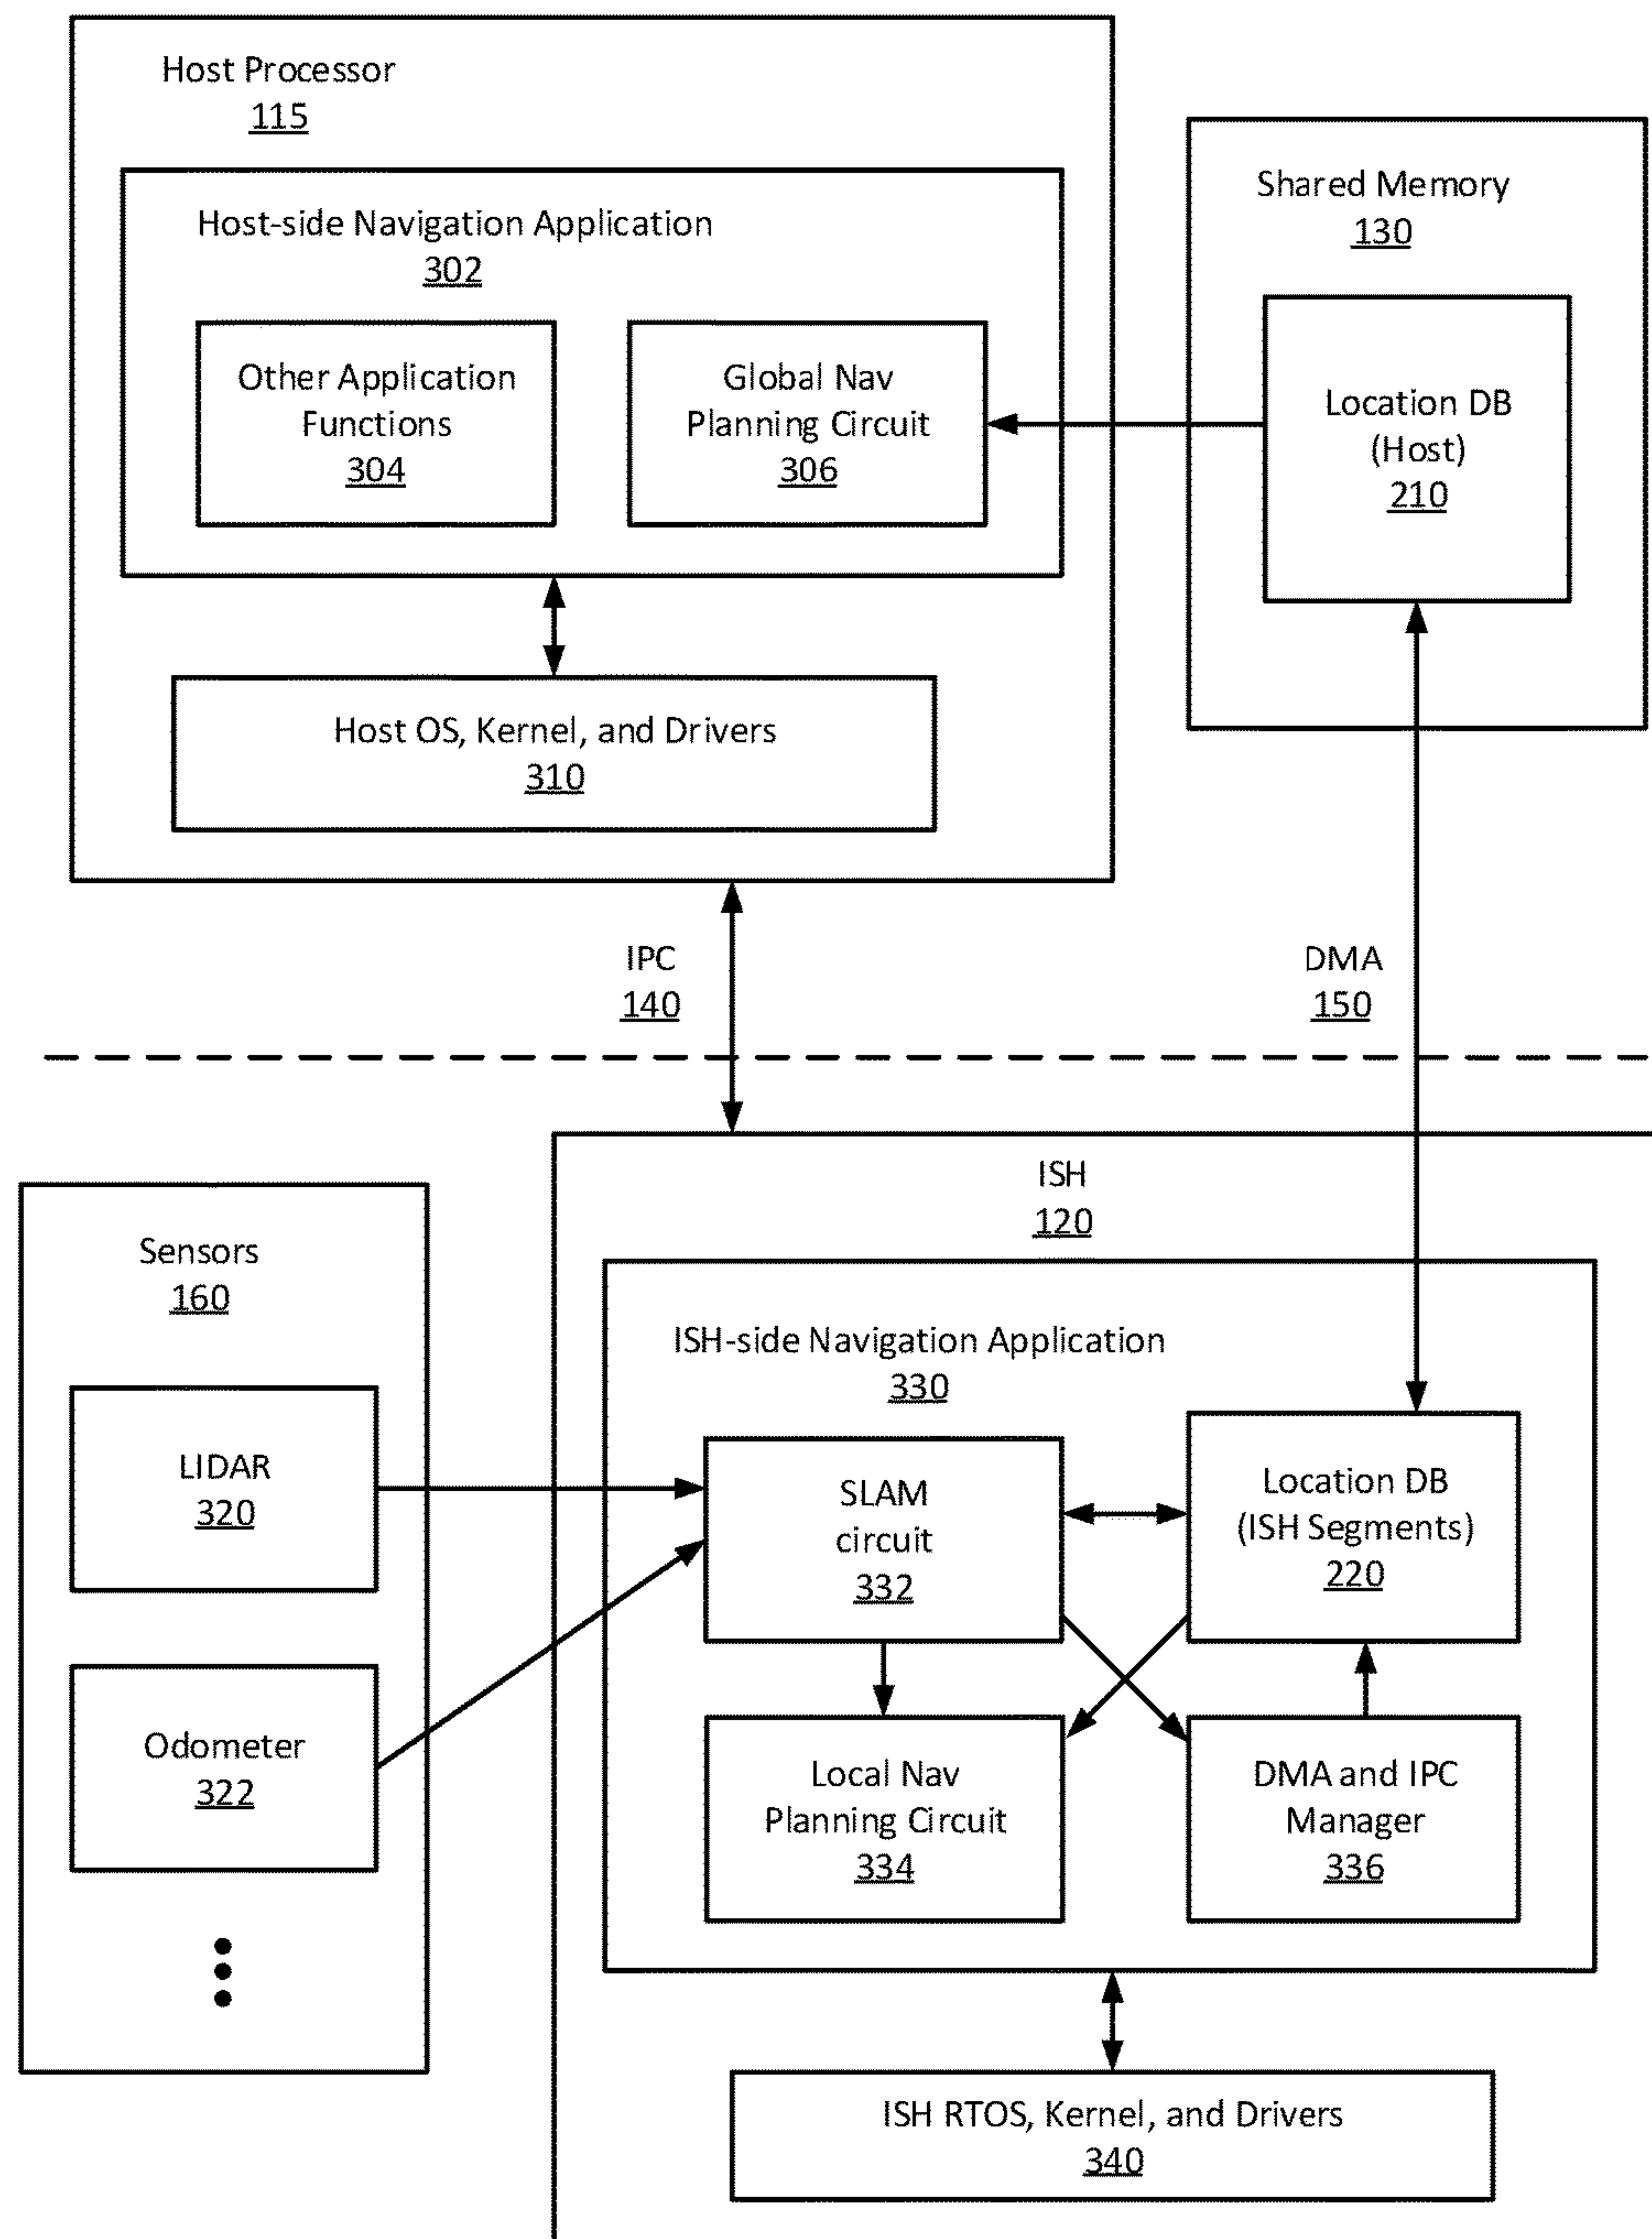 Host Processor
115
Host-side Navigation Application
302
Other Application
Functions
304
Global Nav
Planning Circuit
306
Host OS, Kernel, and Drivers
310
Shared Memory
130
Location DB
(Host)
210
IPC
140
DMA
150
Sensors
160
LIDAR
320
Odometer
322
ISH
120
ISH-side Navigation Application
330
SLAM
circuit
332
Location DB
(ISH Segments)
220
Local Nav
Planning Circuit
334
DMA and IPC
Manager
336
ISH RTOS, Kernel, and Drivers
340